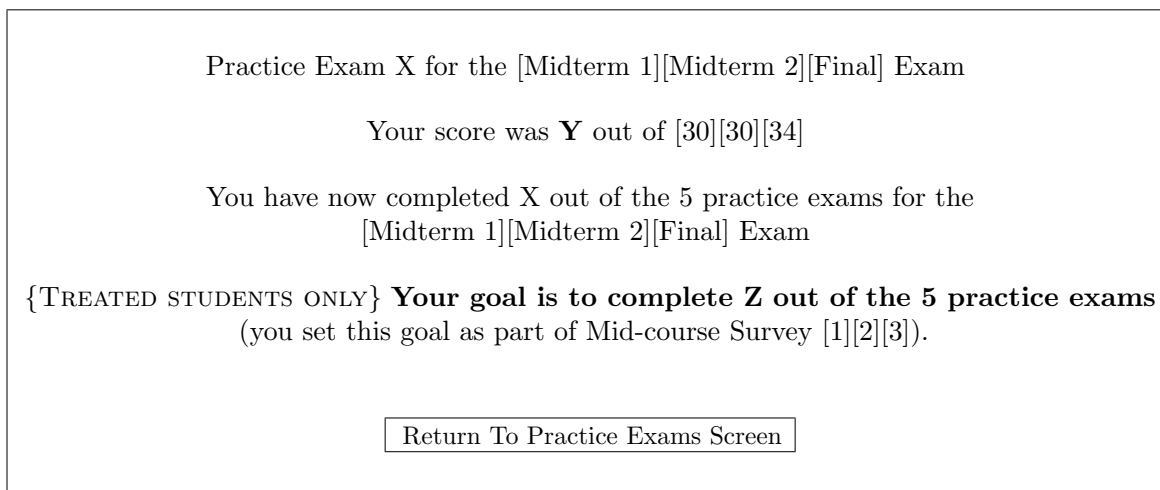 Practice Exam X for the [Midterm 1][Midterm 2][Final] Exam
Your score was Y out of [30][30][34]
You have now completed X out of the 5 practice exams for the
[Midterm 1][Midterm 2][Final] Exam
{TREATED STUDENTS ONLY} Your goal is to complete Z out of the 5 practice exams
(you set this goal as part of Mid-course Survey [1][2][3]).
Return To Practice Exams Screen